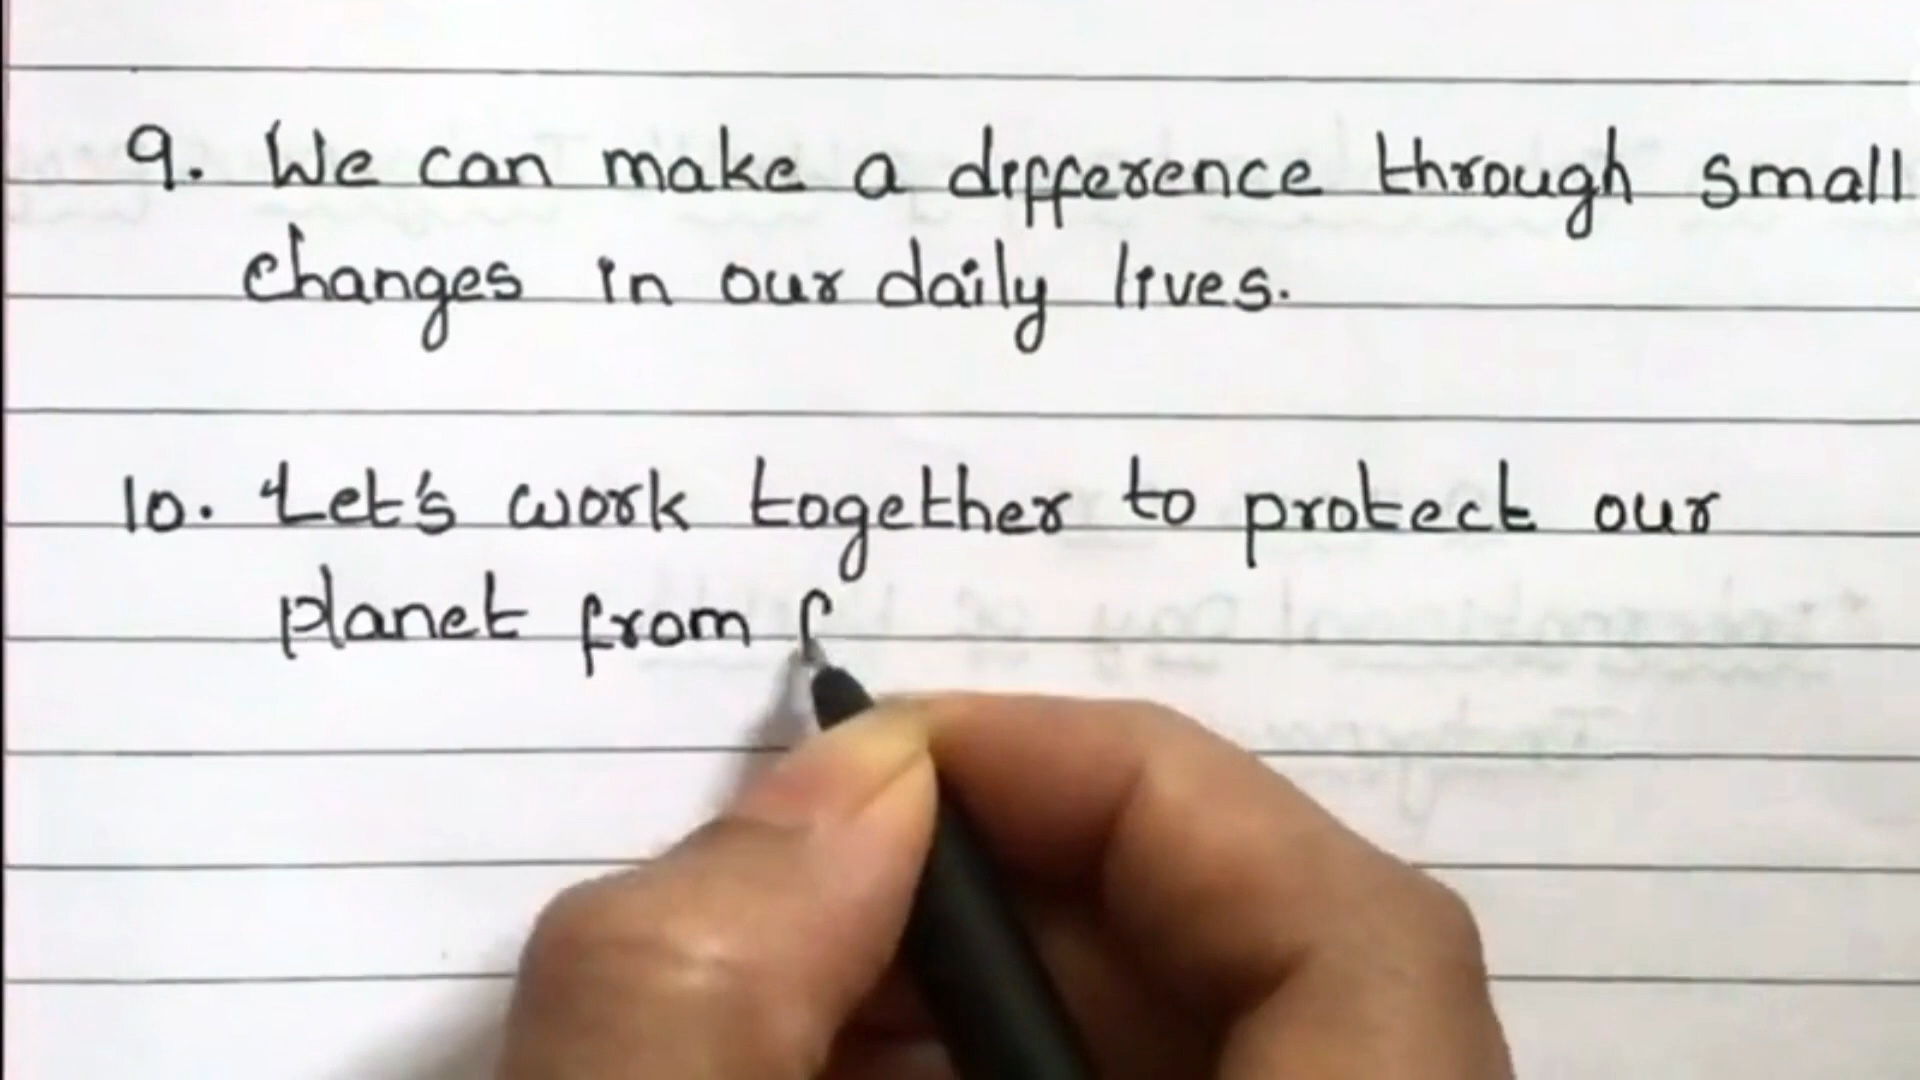 9. We can make a difference through small
changes in our daily lives.
10. Let's work together to protect our
planet from f